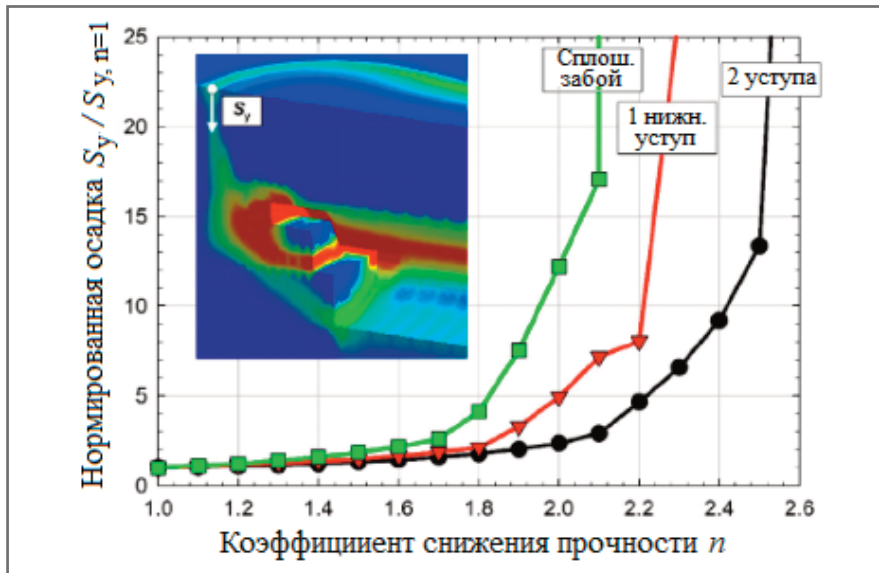 Нормированная осадка Sy / Sy, n=1
25
20
15
10
5
0
Sy
Сплош.
забой
1 нижн.
уступ
2 уступа
1.0 1.2 1.4 1.6 1.8 2.0 2.2 2.4 2.6
Коэффициент снижения прочности n